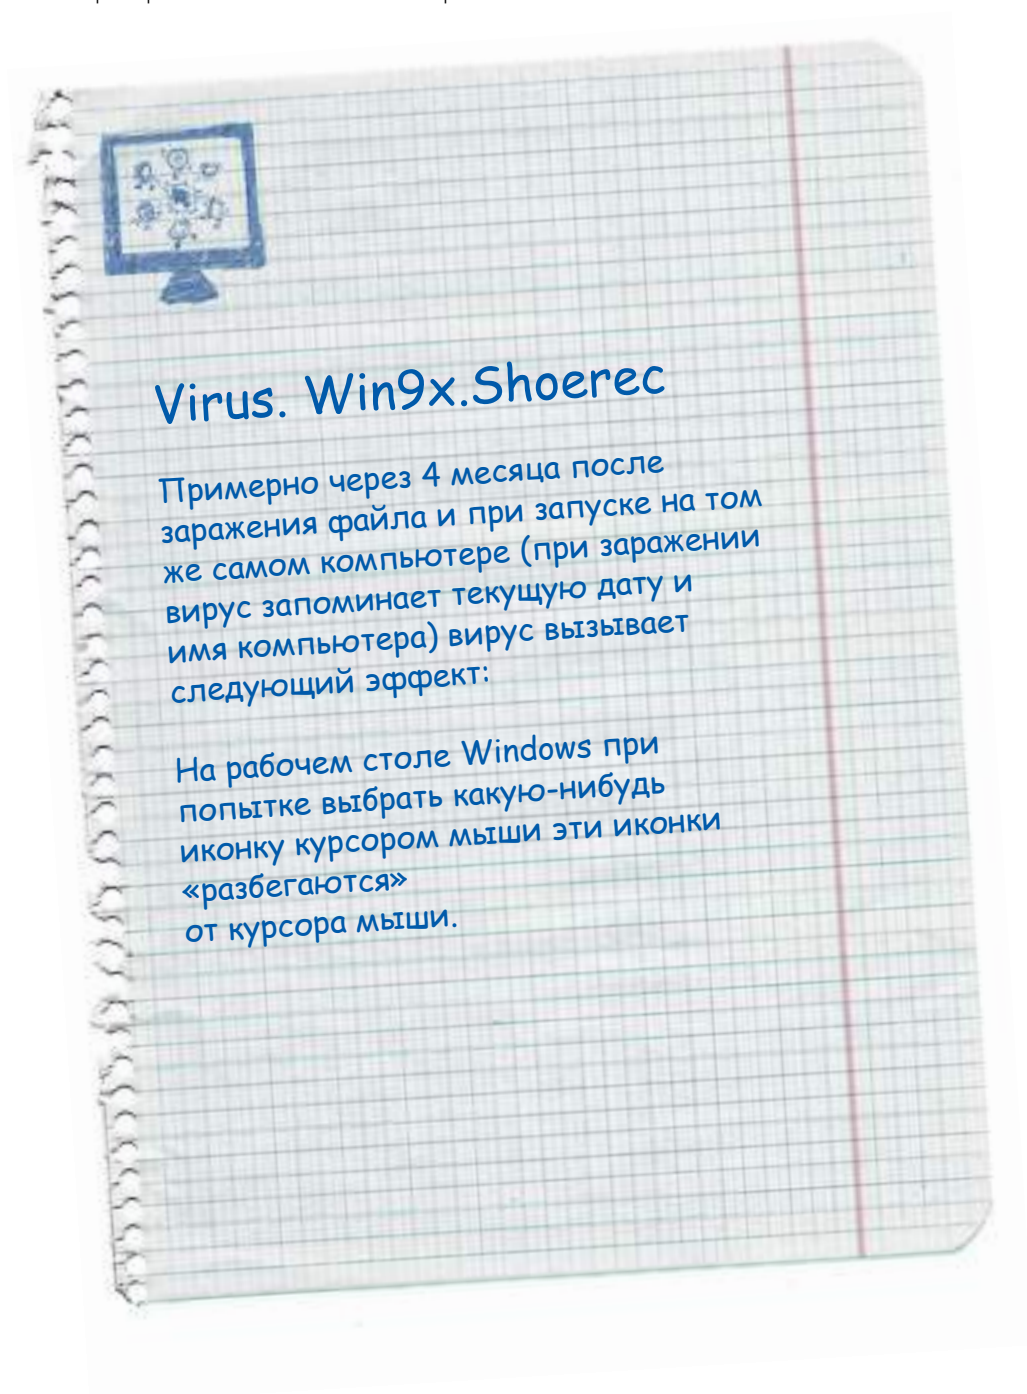 Virus. Win9x.Shoerec
Примерно через 4 месяца после
заражения файла и при запуске на том
же самом компьютере (при заражении
вирус запоминает текущую дату и
имя компьютера) вирус вызывает
следующий эффект:
На рабочем столе Windows при
попытке выбрать какую-нибудь
иконку курсором мыши эти иконки
«разбегаются»
от курсора мыши.